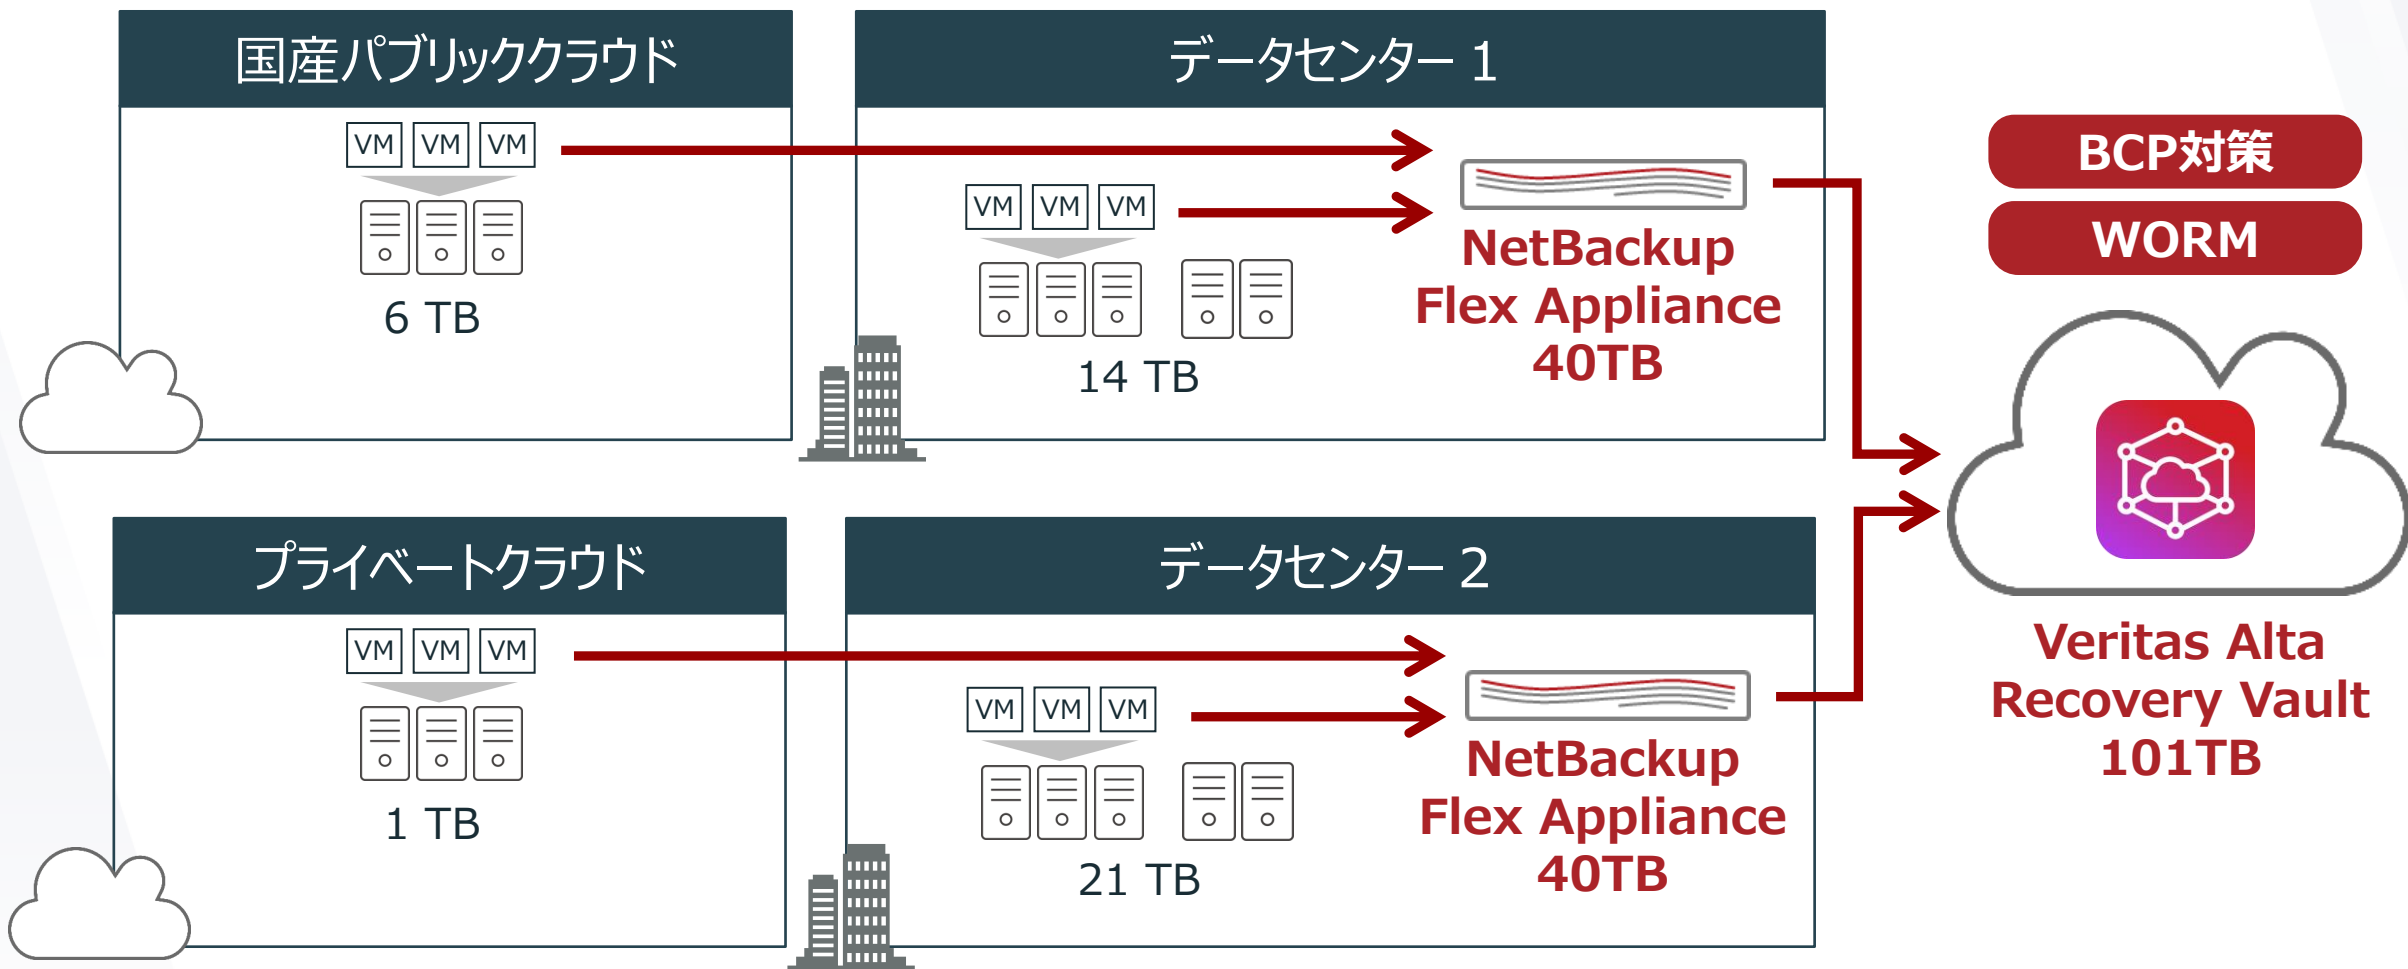 国産パブリッククラウド
VM VM VM
6 TB
データセンター 1
VM VM VM
14 TB
NetBackup
Flex Appliance
40TB
プライベートクラウド
VM VM VM
1 TB
データセンター 2
VM VM VM
21 TB
NetBackup
Flex Appliance
40TB
BCP対策
WORM
Veritas Alta
Recovery Vault
101TB